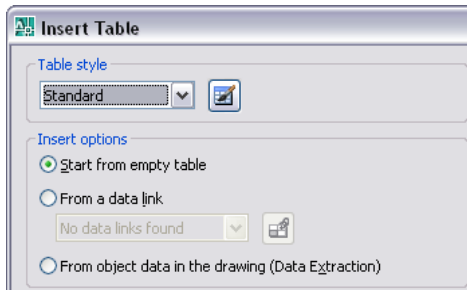 Insert Table
Table style
Standard
Insert options
Start from empty table
From a data link
No data links found
From object data in the drawing (Data Extraction)